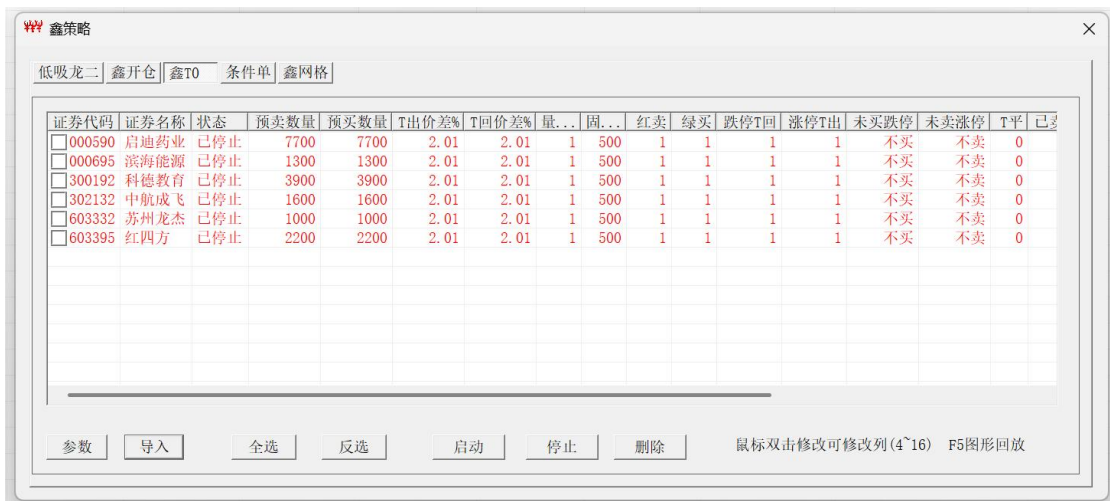 鑫策略
低吸龙二 鑫开仓 鑫T0 条件单 鑫网格
证券代码 证券名称 状态 预卖数量 预买数量 T出价差% T回价差% 量... 固... 红卖 绿买 跌停T回 涨停T出 未买跌停 未卖涨停 T平 已卖
000590 启迪药业 已停止 7700 7700 2.01 2.01 1 500 1 1 1 1 不买 不卖 0
000695 滨海能源 已停止 1300 1300 2.01 2.01 1 500 1 1 1 1 不买 不卖 0
300192 科德教育 已停止 3900 3900 2.01 2.01 1 500 1 1 1 1 不买 不卖 0
302132 中航成飞 已停止 1600 1600 2.01 2.01 1 500 1 1 1 1 不买 不卖 0
603332 苏州龙杰 已停止 1000 1000 2.01 2.01 1 500 1 1 1 1 不买 不卖 0
603395 红四方 已停止 2200 2200 2.01 2.01 1 500 1 1 1 1 不买 不卖 0
参数 导入 全选 反选 启动 停止 删除 鼠标双击修改可修改列(4~16) F5图形回放